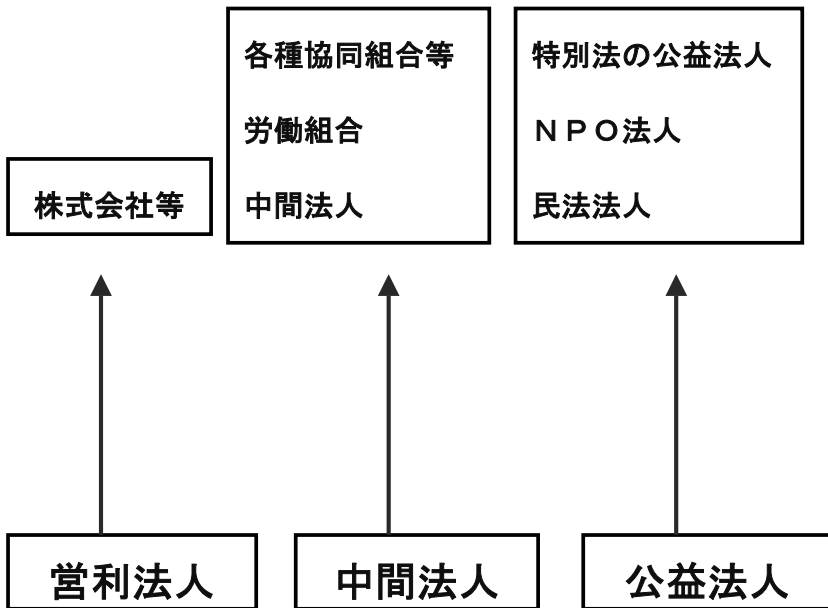 各種協同組合等
労働組合
中間法人
特別法の公益法人
ＮＰＯ法人
民法法人
株式会社等
営利法人
中間法人
公益法人